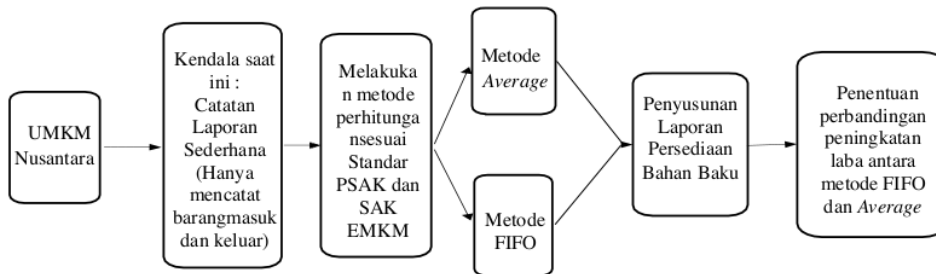 UMKM
Nusantara
Kendala saat
ini :
Catatan
Laporan
Sederhana
(Hanya
mencatat
barangmasuk
dan keluar)
Melakuka
n metode
perhitunga
nsesuai
Standar
PSAK dan
SAK
EMKM
Metode
Average
Metode
FIFO
Penyusunan
Laporan
Persediaan
Bahan Baku
Penentuan
perbandingan
peningkatan
laba antara
metode FIFO
dan Average